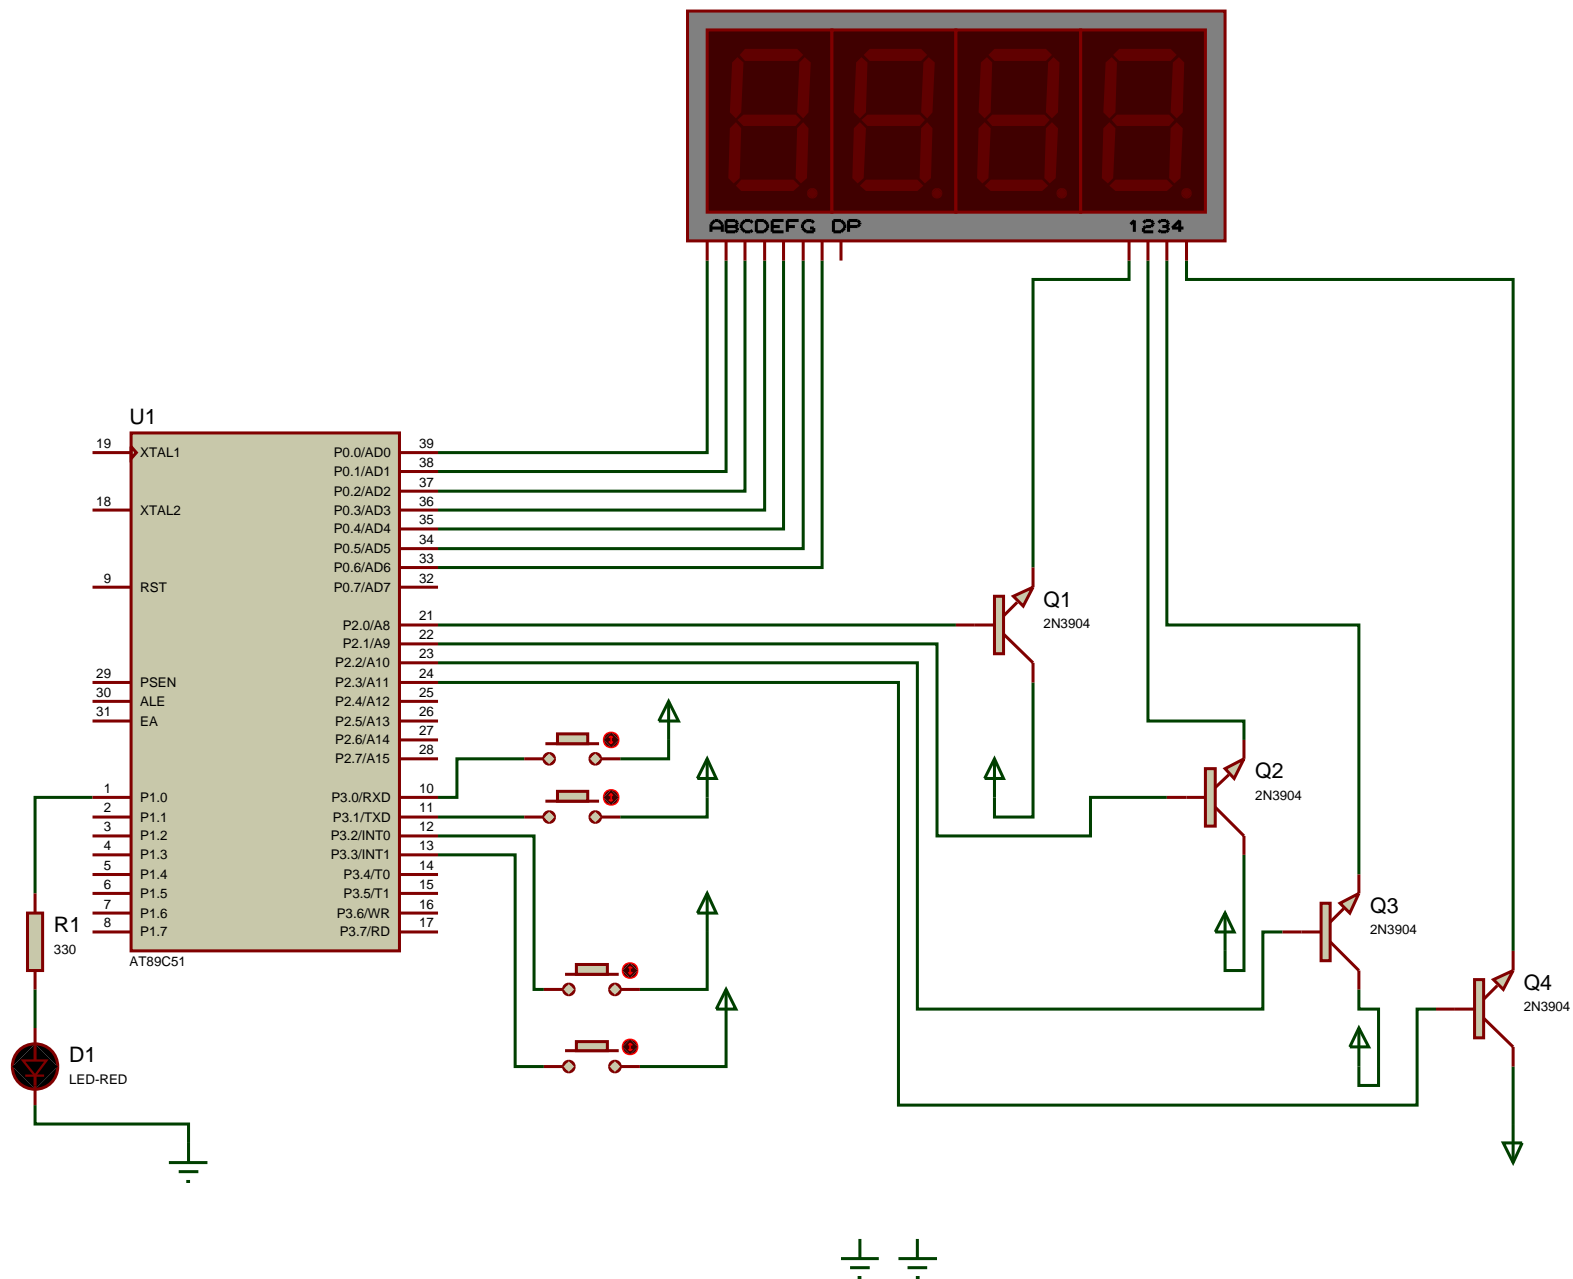 ABCDEFG DP 1234
U1
19 XTAL1
18 XTAL2
9 RST
29 PSEN
30 ALE
31 EA
1 P1.0
2 P1.1
3 P1.2
4 P1.3
5 P1.4
6 P1.5
7 P1.6
8 P1.7
P0.0/AD0 39
P0.1/AD1 38
P0.2/AD2 37
P0.3/AD3 36
P0.4/AD4 35
P0.5/AD5 34
P0.6/AD6 33
P0.7/AD7 32
P2.0/A8 21
P2.1/A9 22
P2.2/A10 23
P2.3/A11 24
P2.4/A12 25
P2.5/A13 26
P2.6/A14 27
P2.7/A15 28
P3.0/RXD 10
P3.1/TXD 11
P3.2/INT0 12
P3.3/INT1 13
P3.4/T0 14
P3.5/T1 15
P3.6/WR 16
P3.7/RD 17
AT89C51
R1
330
D1
LED-RED
Q1
2N3904
Q2
2N3904
Q3
2N3904
Q4
2N3904